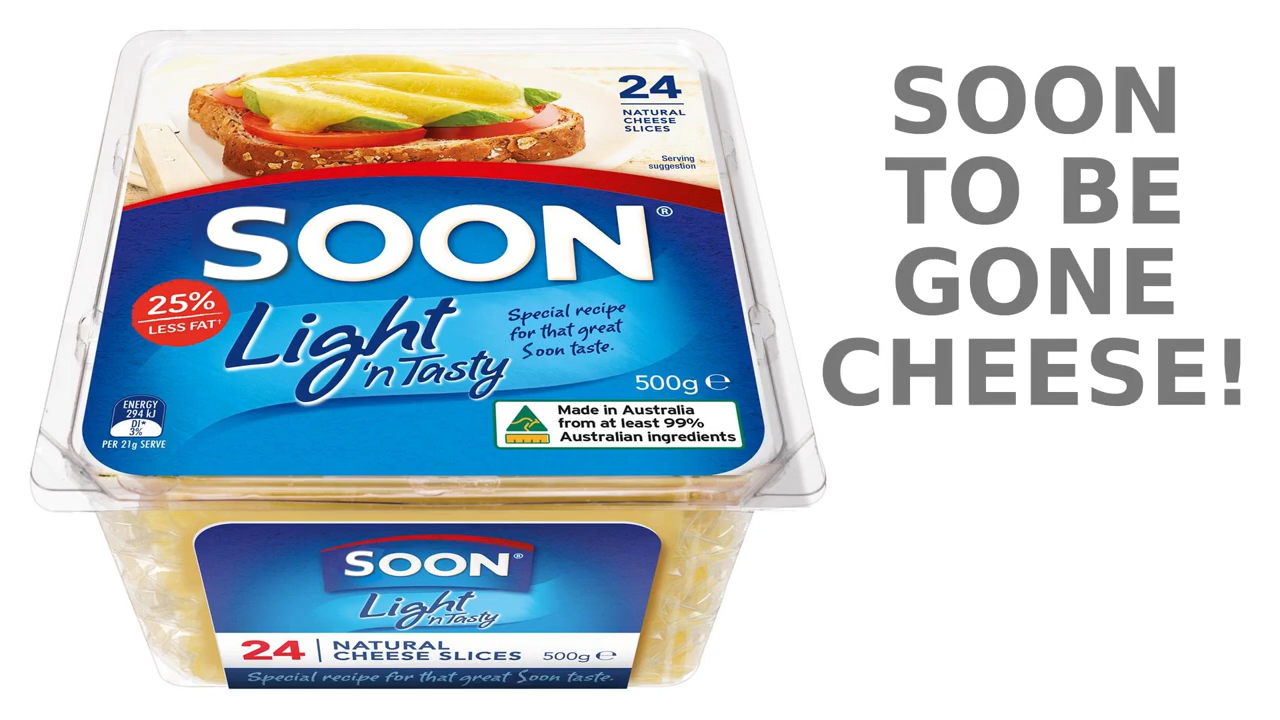 24
NATURAL
CHEESE
SLICES
Serving
suggestion
SOON®
25%
LESS FAT†
Light
'n Tasty
Special recipe
for that great
Soon taste.
500g ℮
ENERGY
294 kJ
DI*
3%
PER 21g SERVE
Made in Australia
from at least 99%
Australian ingredients
SOON®
Light
'n Tasty
24 | NATURAL
CHEESE SLICES 500g ℮
Special recipe for that great Soon taste.
SOON
TO BE
GONE
CHEESE!